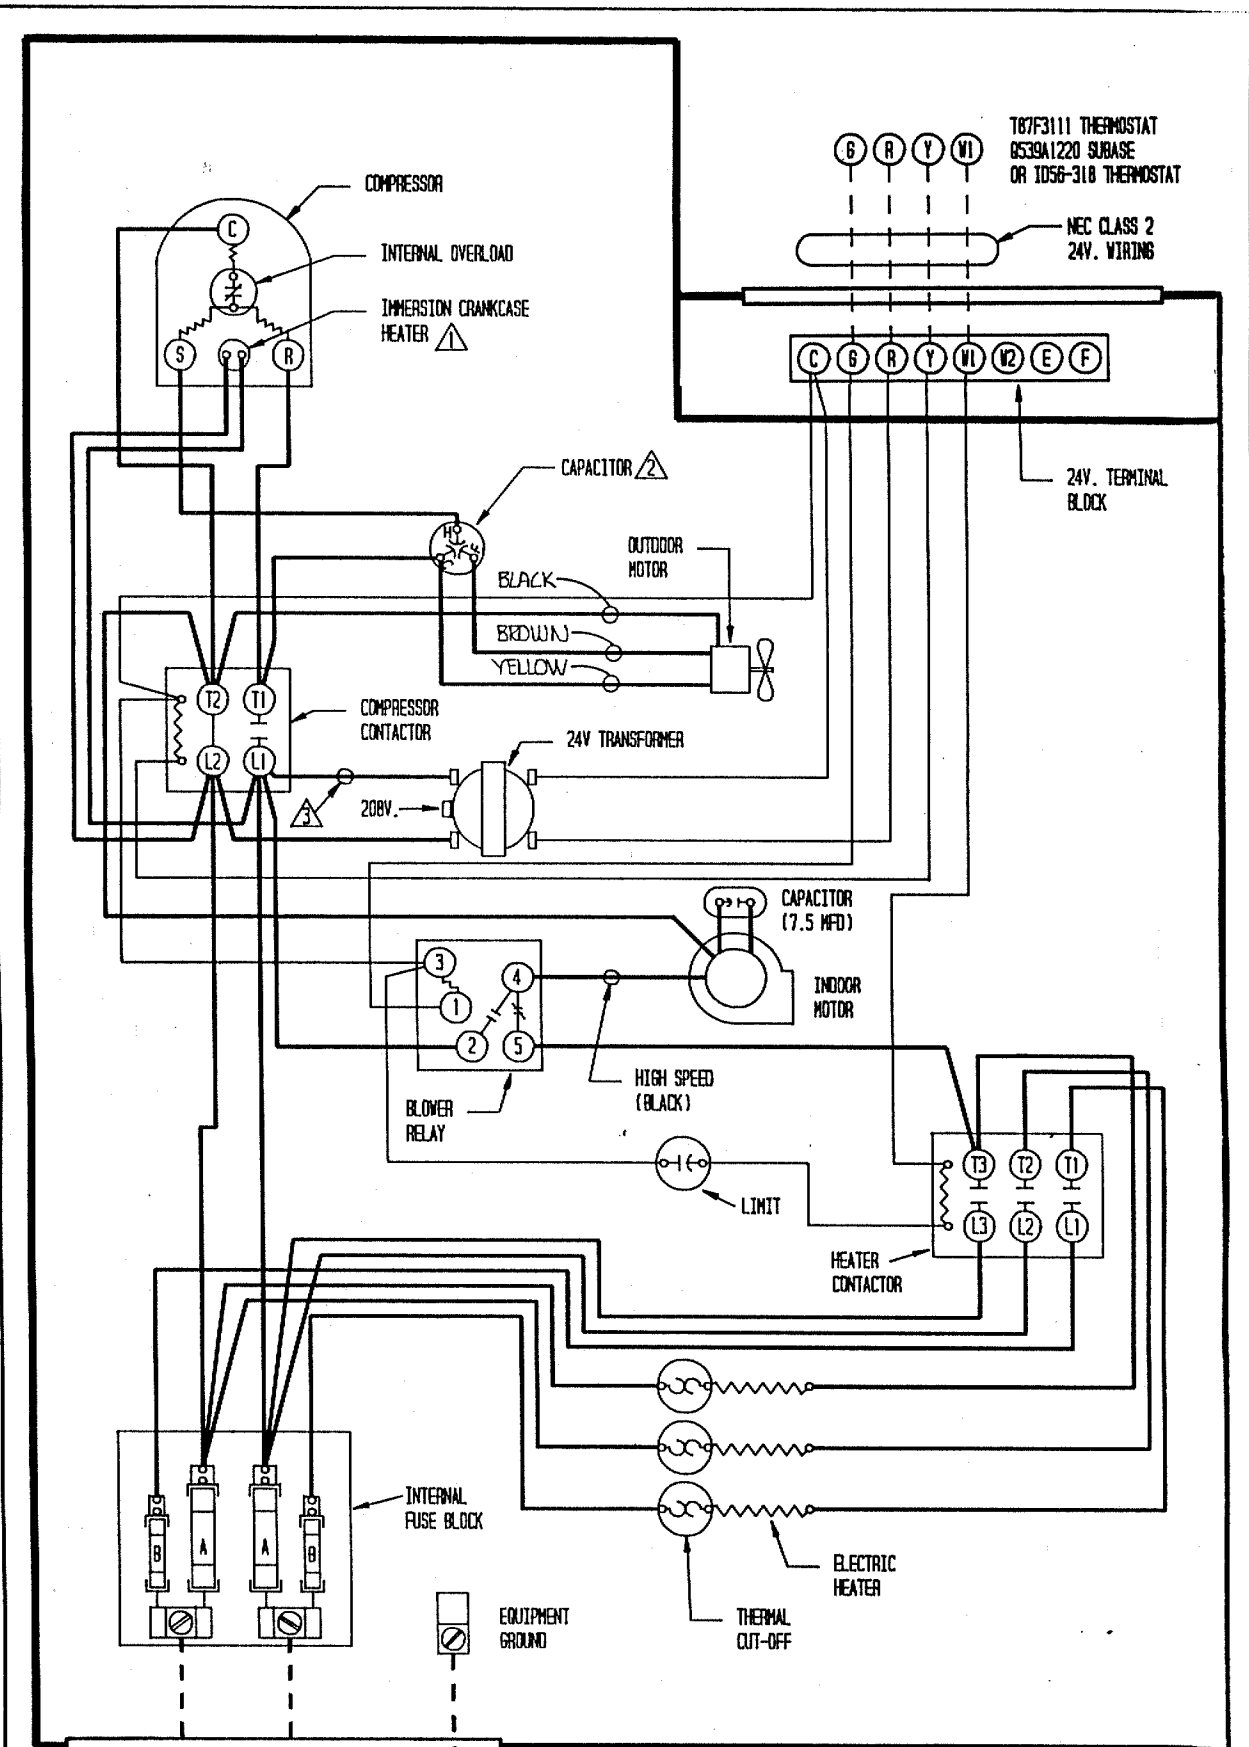 T87F3111 THERMOSTAT
Q539A1220 SUBASE
OR ID56-318 THERMOSTAT
G R Y W1
NEC CLASS 2
24V. WIRING
COMPRESSOR
C
INTERNAL OVERLOAD
IMMERSION CRANKCASE
HEATER 1
S R
C G R Y W1 W2 E F
24V. TERMINAL
BLOCK
CAPACITOR 2
H
C F
OUTDOOR
MOTOR
BLACK
BROWN
YELLOW
T2 T1
COMPRESSOR
CONTACTOR
L2 L1
24V TRANSFORMER
3
208V.
CAPACITOR
(7.5 MFD)
3 4
1
2 5
INDOOR
MOTOR
HIGH SPEED
(BLACK)
BLOWER
RELAY
LIMIT
T3 T2 T1
L3 L2 L1
HEATER
CONTACTOR
INTERNAL
FUSE BLOCK
B A A B
ELECTRIC
HEATER
THERMAL
CUT-OFF
EQUIPMENT
GROUND